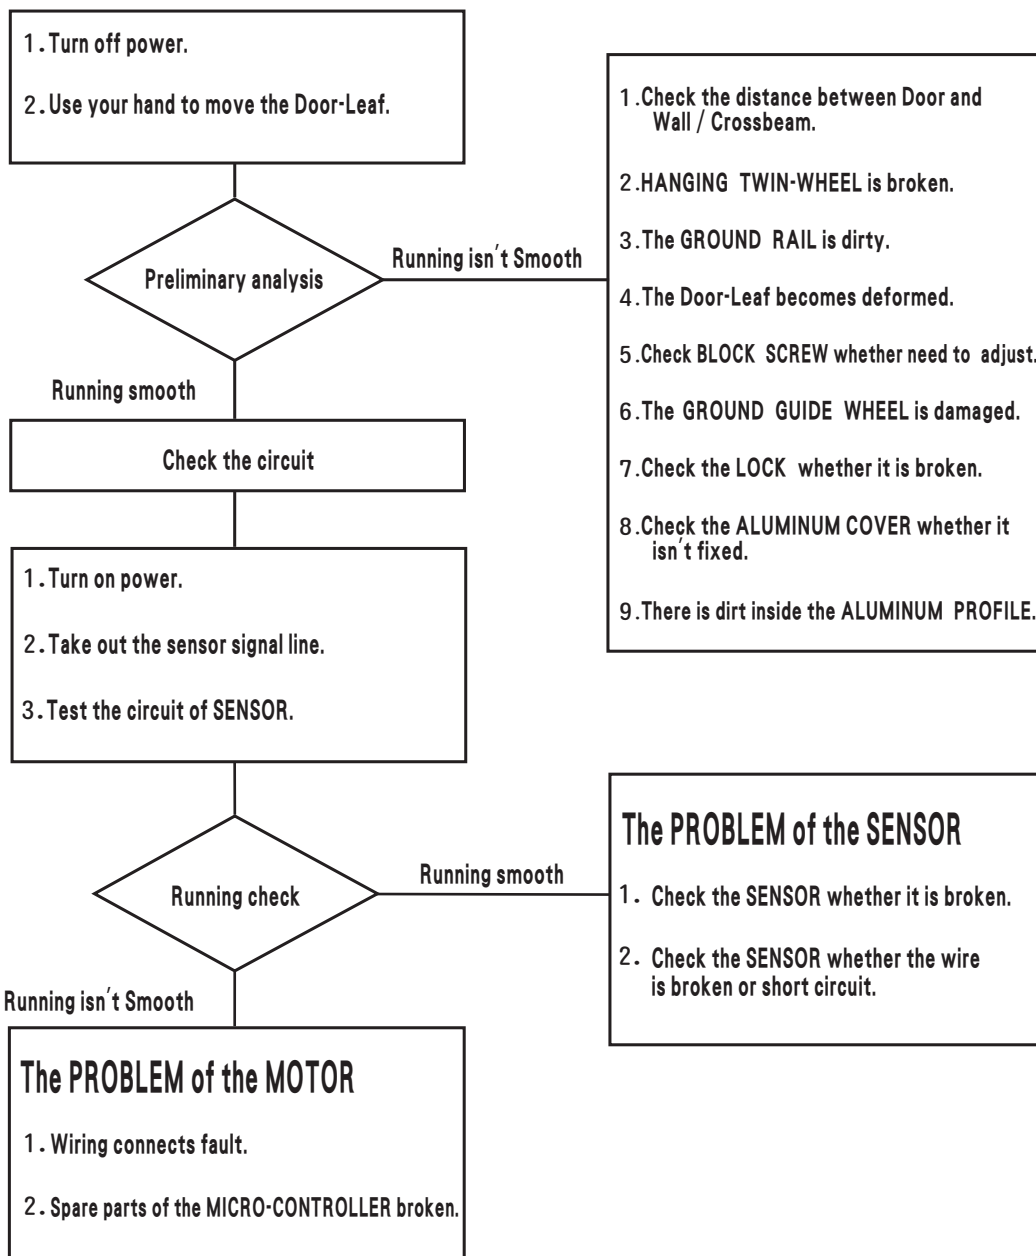 1. Turn off power.
2. Use your hand to move the Door-Leaf.
Preliminary analysis
Running isn't Smooth
1.Check the distance between Door and
Wall / Crossbeam.
2.HANGING TWIN-WHEEL is broken.
3.The GROUND RAIL is dirty.
4.The Door-Leaf becomes deformed.
5.Check BLOCK SCREW whether need to adjust.
6.The GROUND GUIDE WHEEL is damaged.
7.Check the LOCK whether it is broken.
8.Check the ALUMINUM COVER whether it
isn't fixed.
9.There is dirt inside the ALUMINUM PROFILE.
Running smooth
Check the circuit
1. Turn on power.
2. Take out the sensor signal line.
3. Test the circuit of SENSOR.
Running check
Running smooth
The PROBLEM of the SENSOR
1. Check the SENSOR whether it is broken.
2. Check the SENSOR whether the wire
is broken or short circuit.
Running isn't Smooth
The PROBLEM of the MOTOR
1. Wiring connects fault.
2. Spare parts of the MICRO-CONTROLLER broken.